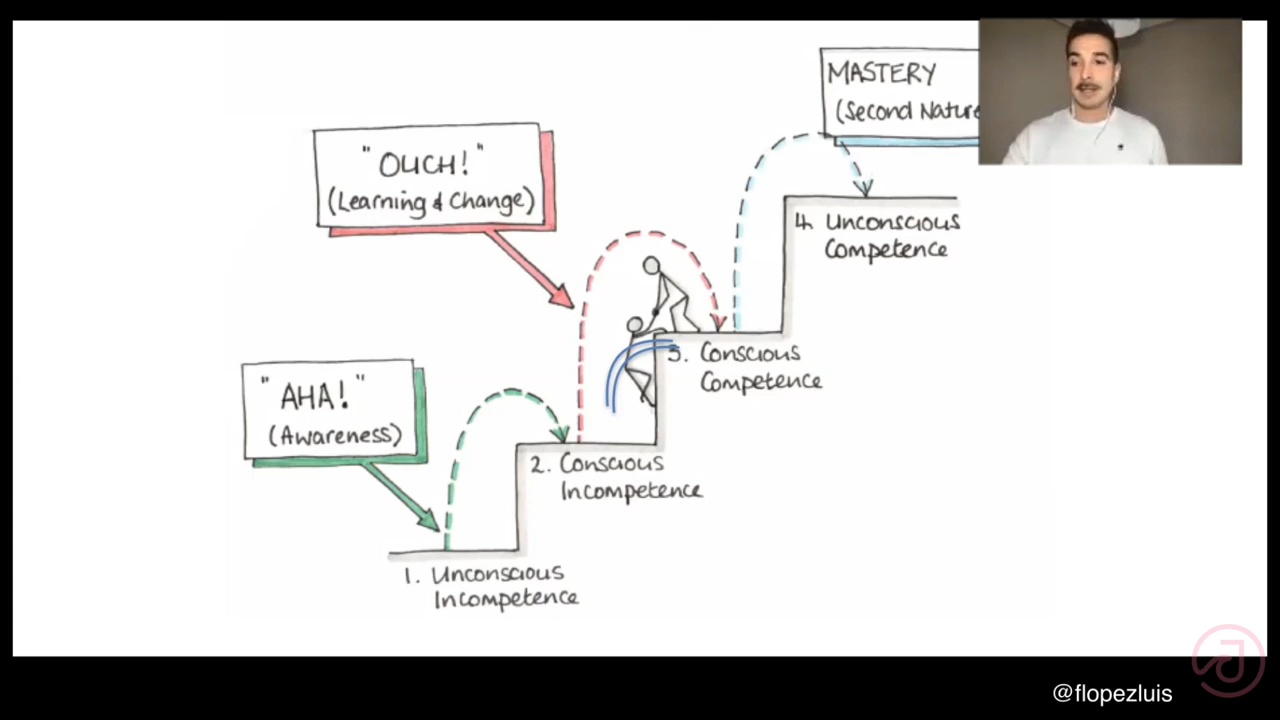 MASTERY
(Second Nature
"OUCH!"
(Learning & Change)
4. Unconscious
Competence
3. Conscious
Competence
"AHA!"
(Awareness)
2. Conscious
Incompetence
1. Unconscious
Incompetence
@flopezluis